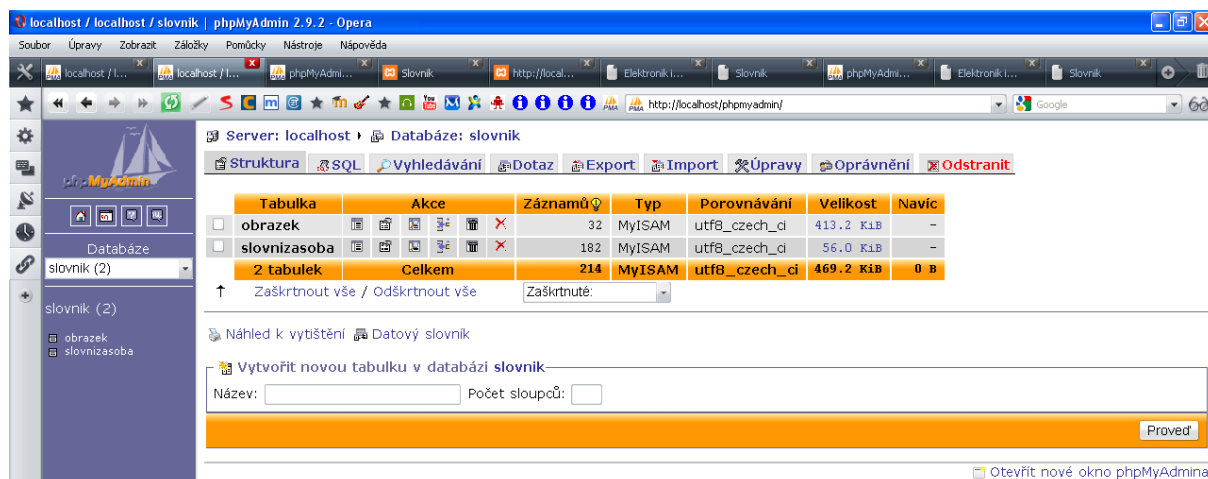 localhost / localhost / slovnik | phpMyAdmin 2.9.2 - Opera
Soubor Úpravy Zobrazit Záložky Pomůcky Nástroje Nápověda
localhost / l... localhost / l... phpMyAdmi... Slovnik http://local... Elektronik i... Slovnik phpMyAdmi... Elektronik i... Slovnik
http://localhost/phpmyadmin/ Google
phpMyAdmin
Databáze
slovnik (2)
slovnik (2)
obrazek
slovnizasoba
Server: localhost Databáze: slovnik
Struktura SQL Vyhledávání Dotaz Export Import Úpravy Oprávnění Odstranit
Tabulka Akce Záznamů Typ Porovnávání Velikost Navíc
obrazek 32 MyISAM utf8_czech_ci 413.2 KiB -
slovnizasoba 182 MyISAM utf8_czech_ci 56.0 KiB -
2 tabulek Celkem 214 MyISAM utf8_czech_ci 469.2 KiB 0 B
Zaškrtnout vše / Odškrtnout vše Zaškrtnuté:
Náhled k vytištění Datový slovník
Vytvořit novou tabulku v databázi slovnik
Název: Počet sloupců:
Proveď
Otevřít nové okno phpMyAdmina